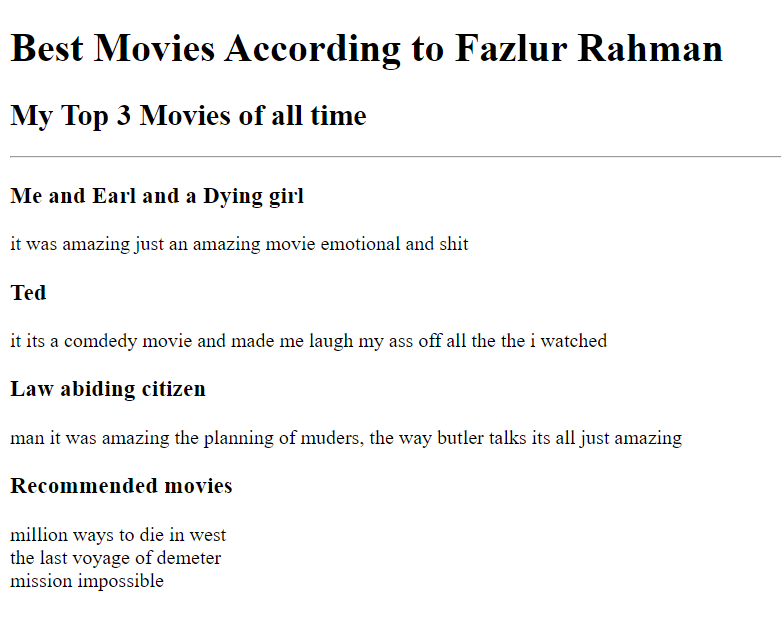 Best Movies According to Fazlur Rahman
My Top 3 Movies of all time
Me and Earl and a Dying girl
it was amazing just an amazing movie emotional and shit
Ted
it its a comdedy movie and made me laugh my ass off all the the i watched
Law abiding citizen
man it was amazing the planning of muders, the way butler talks its all just amazing
Recommended movies
million ways to die in west
the last voyage of demeter
mission impossible